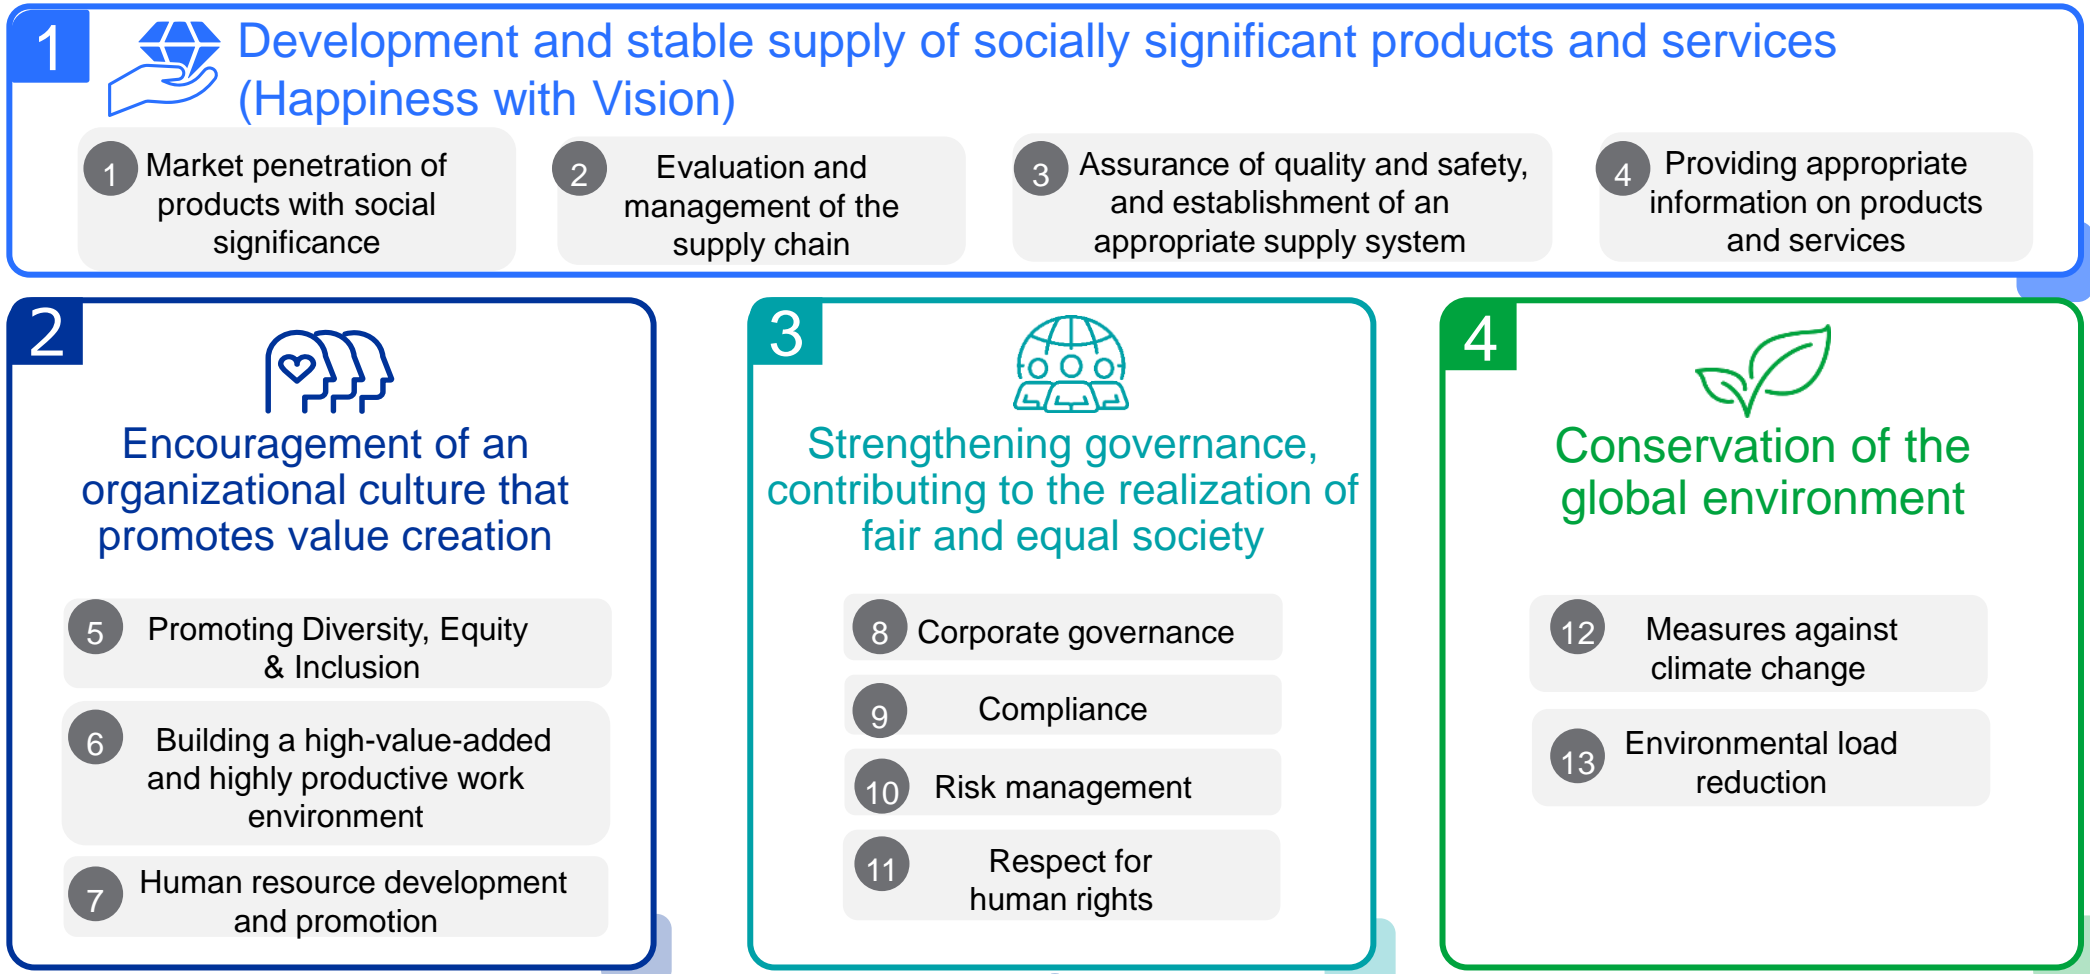 1
Development and stable supply of socially significant products and services
(Happiness with Vision)
1
Market penetration of
products with social
significance
2
Evaluation and
management of the
supply chain
3
Assurance of quality and safety,
and establishment of an
appropriate supply system
4
Providing appropriate
information on products
and services
2
Encouragement of an
organizational culture that
promotes value creation
5
Promoting Diversity, Equity
& Inclusion
6
Building a high-value-added
and highly productive work
environment
7
Human resource development
and promotion
3
Strengthening governance,
contributing to the realization of
fair and equal society
8
Corporate governance
9
Compliance
10
Risk management
11
Respect for
human rights
4
Conservation of the
global environment
12
Measures against
climate change
13
Environmental load
reduction